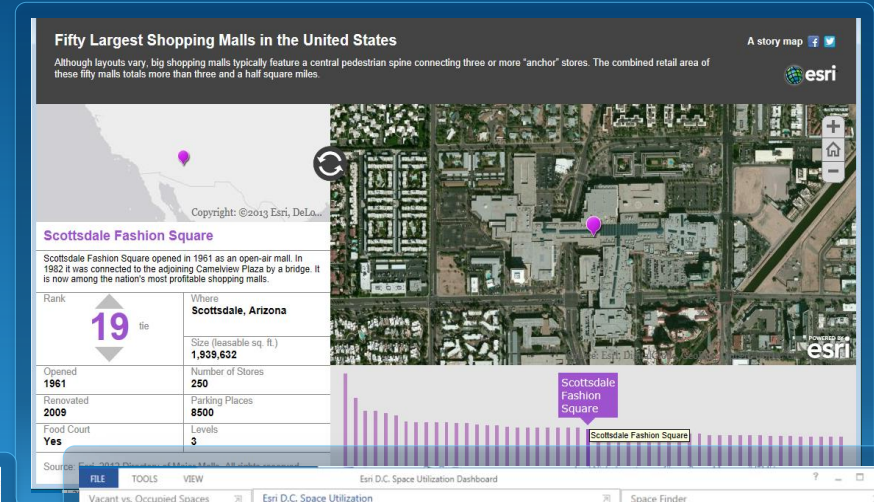 Fifty Largest Shopping Malls in the United States
A story map
Although layouts vary, big shopping malls typically feature a central pedestrian spine connecting three or more "anchor" stores. The combined retail area of
these fifty malls totals more than three and a half square miles.
esri
Copyright: ©2013 Esri, DeLo...
Scottsdale Fashion Square
Scottsdale Fashion Square opened in 1961 as an open-air mall. In
1982 it was connected to the adjoining Camelview Plaza by a bridge. It
is now among the nation's most profitable shopping malls.
Rank
19 tie
Where
Scottsdale, Arizona
Size (leasable sq. ft.)
1,939,632
Opened
1961
Number of Stores
250
Renovated
2009
Parking Places
8500
Food Court
Yes
Levels
3
POWERED BY
esri
Scottsdale
Fashion
Square
Scottsdale Fashion Square
FILE TOOLS VIEW Esri D.C. Space Utilization Dashboard
Vacant vs. Occupied Spaces Esri D.C. Space Utilization Space Finder